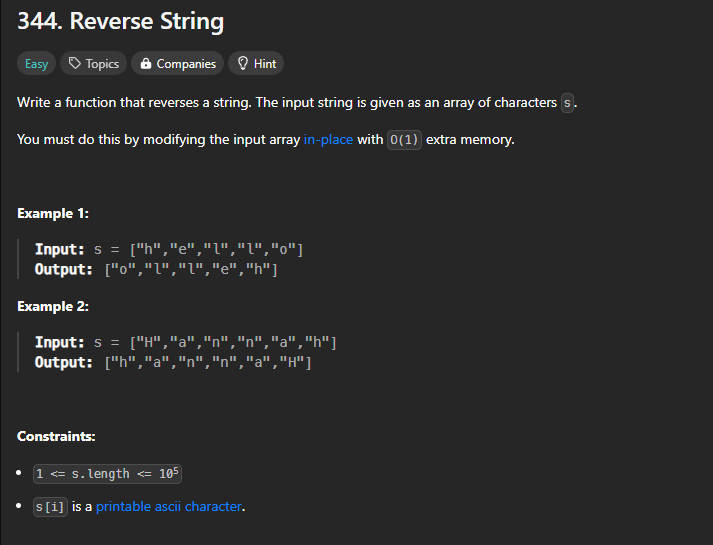 344. Reverse String
Easy Topics Companies Hint
Write a function that reverses a string. The input string is given as an array of characters s.
You must do this by modifying the input array in-place with O(1) extra memory.
Example 1:
Input: s = ["h","e","l","l","o"]
Output: ["o","l","l","e","h"]
Example 2:
Input: s = ["H","a","n","n","a","h"]
Output: ["h","a","n","n","a","H"]
Constraints:
• 1 <= s.length <= 10⁵
• s[i] is a printable ascii character.